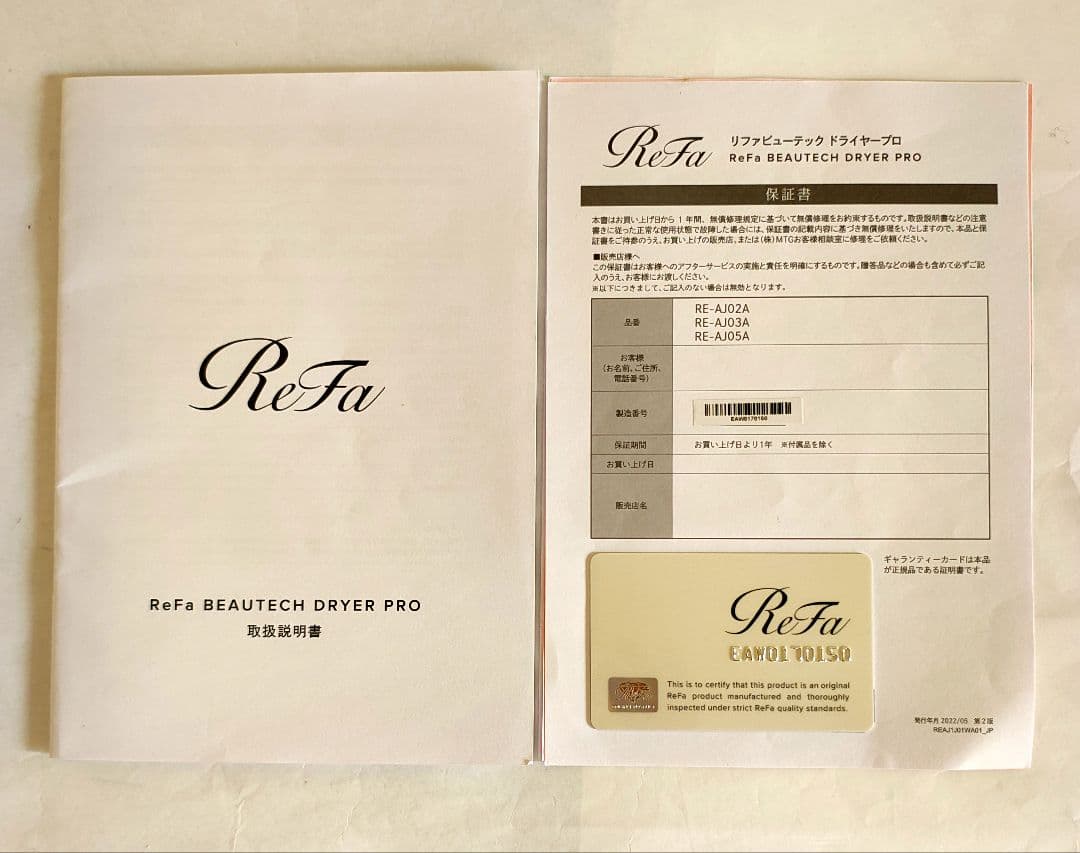 ReFa
ReFa BEAUTECH DRYER PRO
取扱説明書
ReFa
リファビューテック ドライヤープロ
ReFa BEAUTECH DRYER PRO
保証書
本書はお買い上げ日から 1 年間、無償修理規定に基づいて無償修理をお約束するものです。取扱説明書などの注意
書きに従った正常な使用状態で故障した場合には、保証書の記載内容に基づき無償修理をいたしますので、本品と保
証書をご持参のうえ、お買い上げの販売店、または(株)MTGお客様相談室に修理をご依頼ください。
■販売店様へ
この保証書はお客様へのアフターサービスの実施と責任を明確にするものです。贈答品などの場合も含めて必ずご記
入のうえ、お客様にお渡しください。
※以下につきまして、ご記入のない場合は無効となります。
品番
RE-AJ02A
RE-AJ03A
RE-AJ05A
お客様
(お名前、ご住所、
電話番号)
製造番号
EAW0170150
保証期間
お買い上げ日より1年 ※付属品を除く
お買い上げ日
販売店名
ReFa
EAW0170150
This is to certify that this product is an original
ReFa product manufactured and thoroughly
inspected under strict ReFa quality standards.
ギャランティーカードは本品
が正規品である証明書です。
発行年月 2022/05 第2版
REAJ1J01WA01_JP